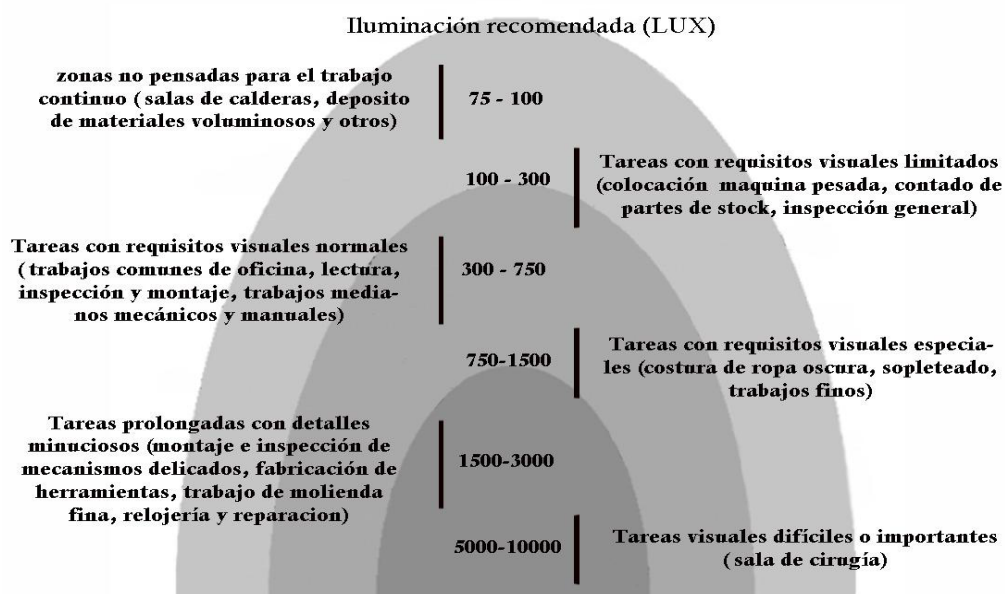 Iluminación recomendada (LUX)
zonas no pensadas para el trabajo
continuo ( salas de calderas, deposito
de materiales voluminosos y otros)
75 - 100
100 - 300
Tareas con requisitos visuales limitados
(colocación maquina pesada, contado de
partes de stock, inspección general)
Tareas con requisitos visuales normales
( trabajos comunes de oficina, lectura,
inspección y montaje, trabajos media-
nos mecánicos y manuales)
300 - 750
750-1500
Tareas con requisitos visuales especia-
les (costura de ropa oscura, sopleteado,
trabajos finos)
Tareas prolongadas con detalles
minuciosos (montaje e inspección de
mecanismos delicados, fabricación de
herramientas, trabajo de molienda
fina, relojería y reparacion)
1500-3000
5000-10000
Tareas visuales difíciles o importantes
( sala de cirugía)